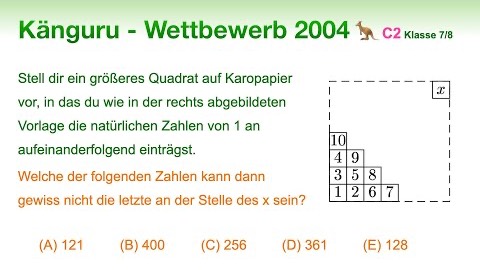 Känguru - Wettbewerb 2004 C2 Klasse 7/8
Stell dir ein größeres Quadrat auf Karopapier
vor, in das du wie in der rechts abgebildeten
Vorlage die natürlichen Zahlen von 1 an
aufeinanderfolgend einträgst.
Welche der folgenden Zahlen kann dann
gewiss nicht die letzte an der Stelle des x sein?
x
10
4 9
3 5 8
1 2 6 7
(A) 121 (B) 400 (C) 256 (D) 361 (E) 128